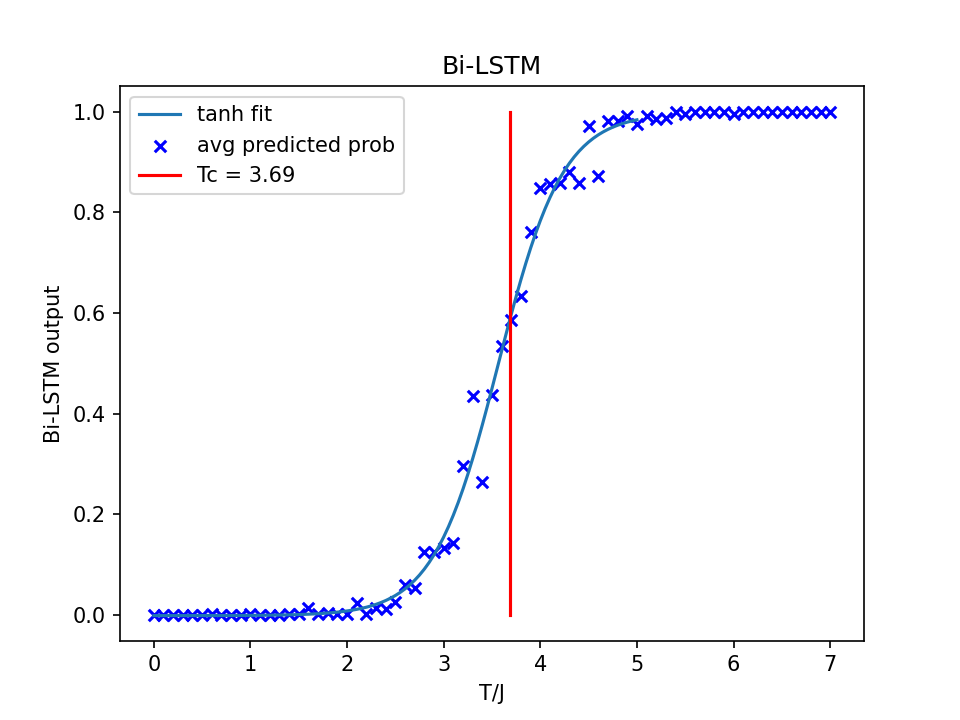 Bi-LSTM
tanh fit
avg predicted prob
Tc = 3.69
Bi-LSTM output
1.0
0.8
0.6
0.4
0.2
0.0
0 1 2 3 4 5 6 7
T/J